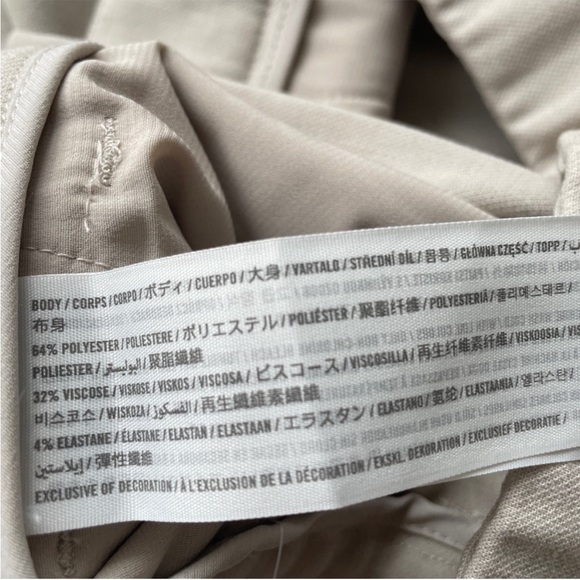 BODY / CORPS / CORPO / ボディ / CUERPO / 大身 / VARTALO / STŘEDNÍ DÍL / 몸통 / GŁÓWNA CZĘŚĆ / TOPP /
布身
64% POLYESTER / POLIESTERE / ポリエステル / POLIÉSTER / 聚脂纤维 / POLYESTERIÄ / 폴리에스테르 /
POLIESTER / البوليستر / 聚脂纖維
32% VISCOSE / VISKOSE / VISKOS / VISCOSA / ビスコース / VISCOSILLA / 再生纤维素纤维 / VISKOOSIA /
비스코스 / WISKOZA / الفسكوز / 再生纖維素纖維
4% ELASTANE / ÉLASTANE / ELASTAN / ELASTAAN / エラスタン / ELASTANO / 氨纶 / ELASTAANIA / 엘라스탄 /
إيلاستين / 彈性纖維
EXCLUSIVE OF DECORATION / À L'EXCLUSION DE LA DÉCORATION / EKSKL. DEKORATION / EXCLUSIEF DECORATIE /